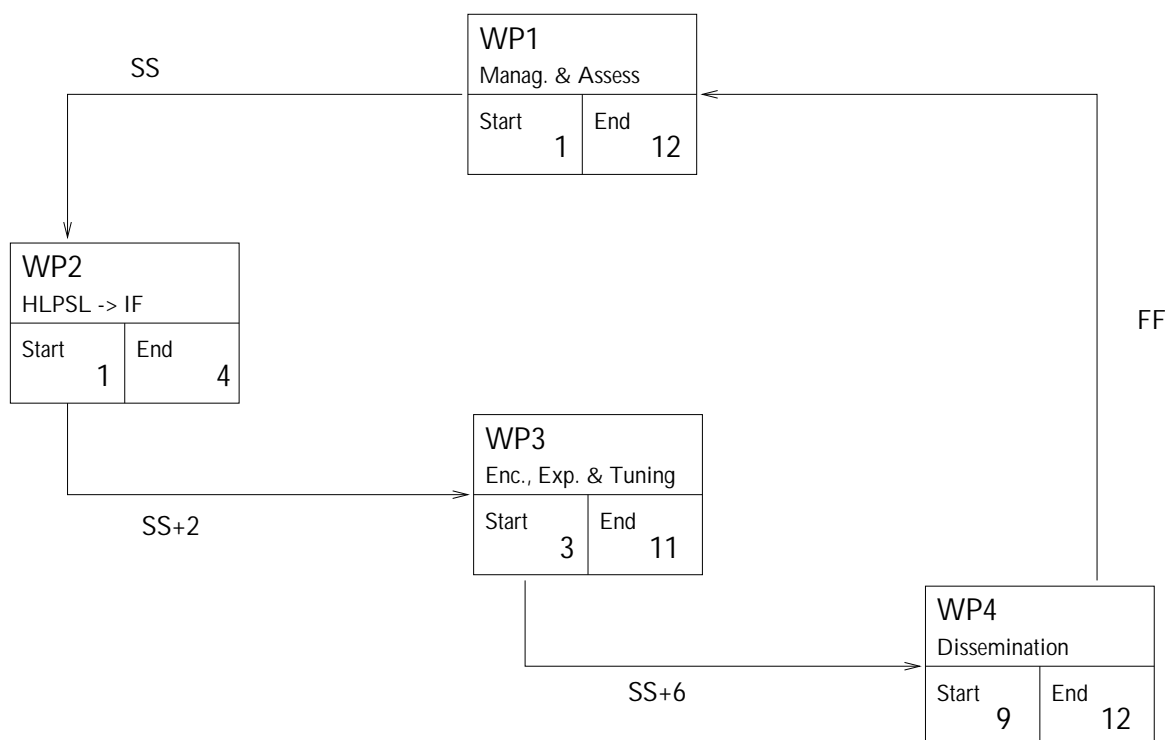 WP1
Manag. & Assess
Start 1 End 12
SS
WP2
HLPSL -> IF
Start 1 End 4
FF
WP3
Enc., Exp. & Tuning
Start 3 End 11
SS+2
WP4
Dissemination
Start 9 End 12
SS+6